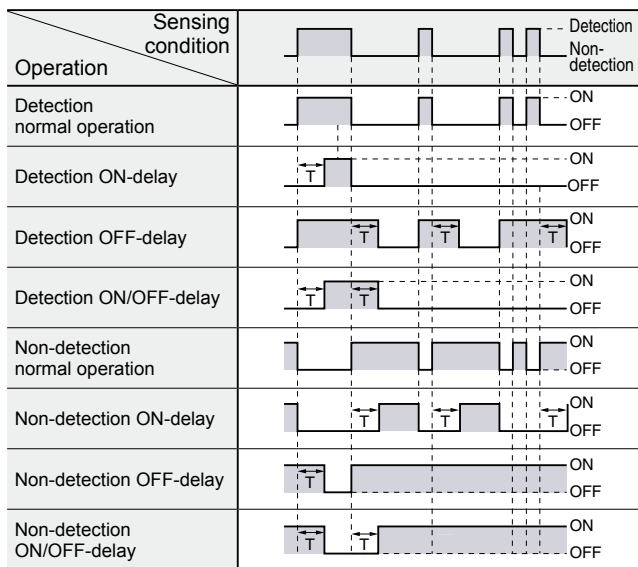 Sensing
condition
Operation
Detection
Non-
detection
Detection
normal operation
ON
OFF
Detection ON-delay
T
ON
OFF
Detection OFF-delay
T
T
T
ON
OFF
Detection ON/OFF-delay
T
T
ON
OFF
Non-detection
normal operation
ON
OFF
Non-detection ON-delay
T
T
T
ON
OFF
Non-detection OFF-delay
T
ON
OFF
Non-detection
ON/OFF-delay
T
T
ON
OFF